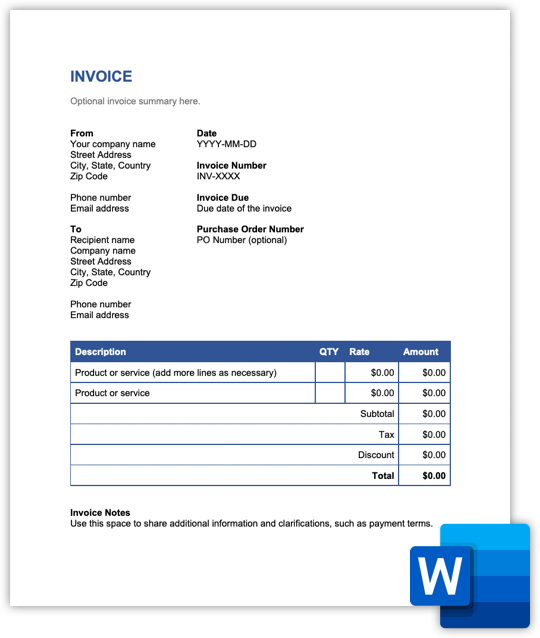 INVOICE
Optional invoice summary here.
From
Your company name
Street Address
City, State, Country
Zip Code
Phone number
Email address
Date
YYYY-MM-DD
Invoice Number
INV-XXXX
Invoice Due
Due date of the invoice
Purchase Order Number
PO Number (optional)
To
Recipient name
Company name
Street Address
City, State, Country
Zip Code
Phone number
Email address
Description QTY Rate Amount
Product or service (add more lines as necessary) $0.00 $0.00
Product or service $0.00 $0.00
Subtotal $0.00
Tax $0.00
Discount $0.00
Total $0.00
Invoice Notes
Use this space to share additional information and clarifications, such as payment terms.
W